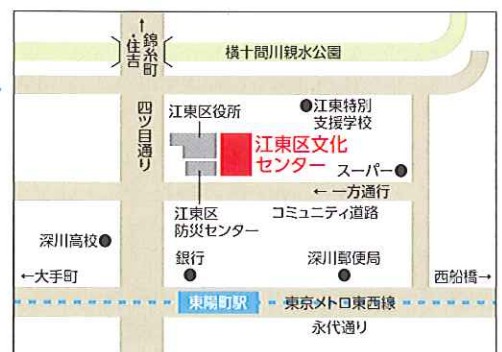 ↑錦糸町
・住吉
横十間川親水公園
四ツ目通り
江東区役所
江東特別
支援学校
江東区文化
センター
スーパー
← 一方通行
江東区
防災センター
コミュニティ道路
深川高校
銀行
深川郵便局
←大手町
西船橋→
東陽町駅
東京メトロ東西線
永代通り